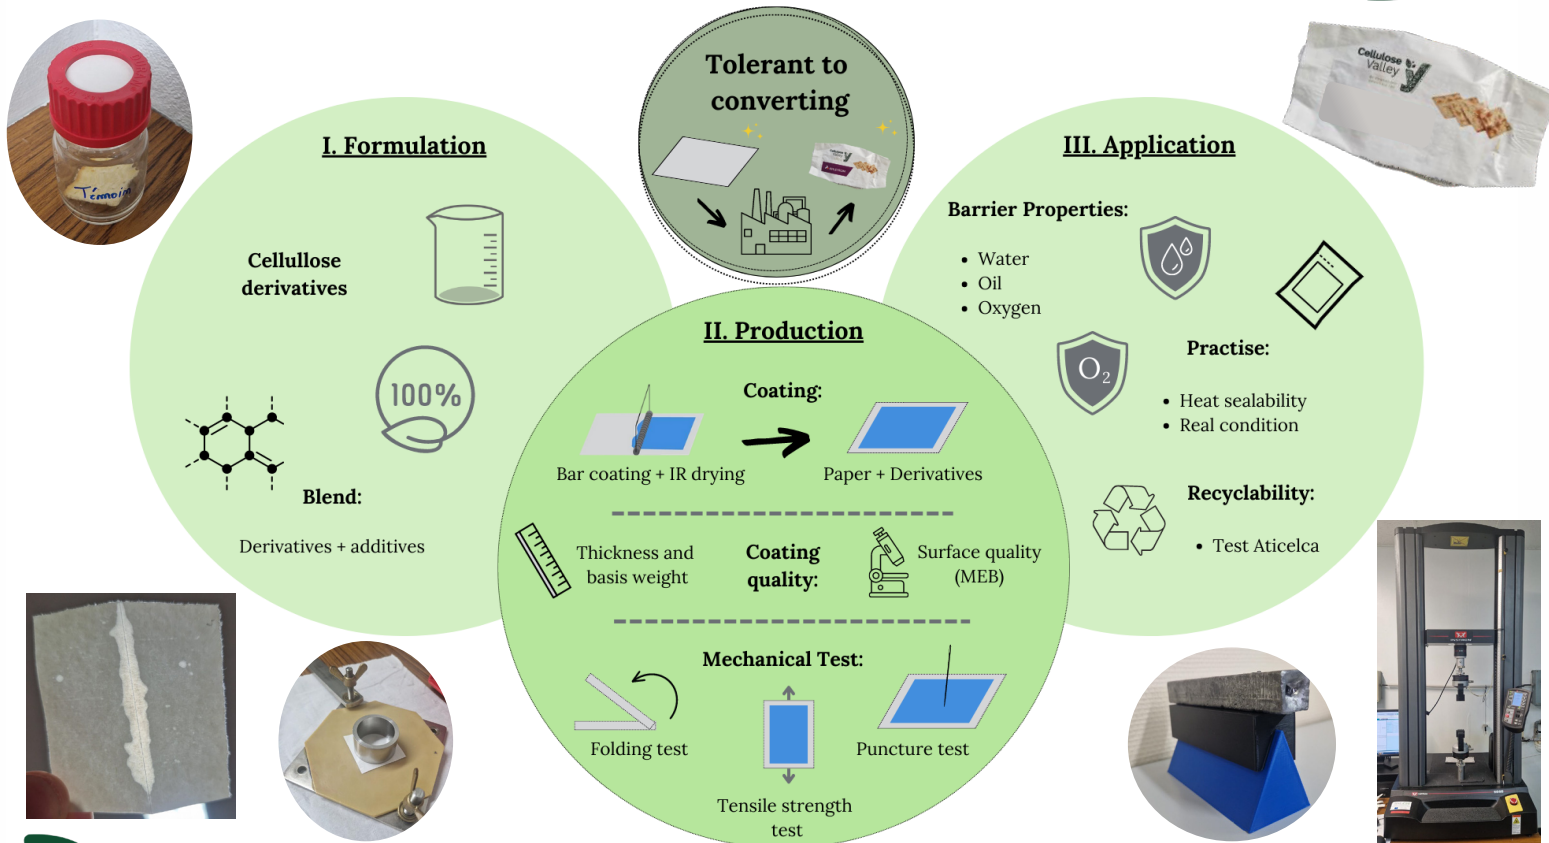 Tolerant to
converting
I. Formulation
Cellullose
derivatives
100%
Blend:
Derivatives + additives
Témoin
II. Production
Coating:
Bar coating + IR drying
Paper + Derivatives
Thickness and
basis weight
Coating
quality:
Surface quality
(MEB)
Mechanical Test:
Folding test
Puncture test
Tensile strength
test
III. Application
Barrier Properties:
Water
Oil
Oxygen
O₂
Practise:
Heat sealability
Real condition
Recyclability:
Test Aticelca
Cellulose
Valley